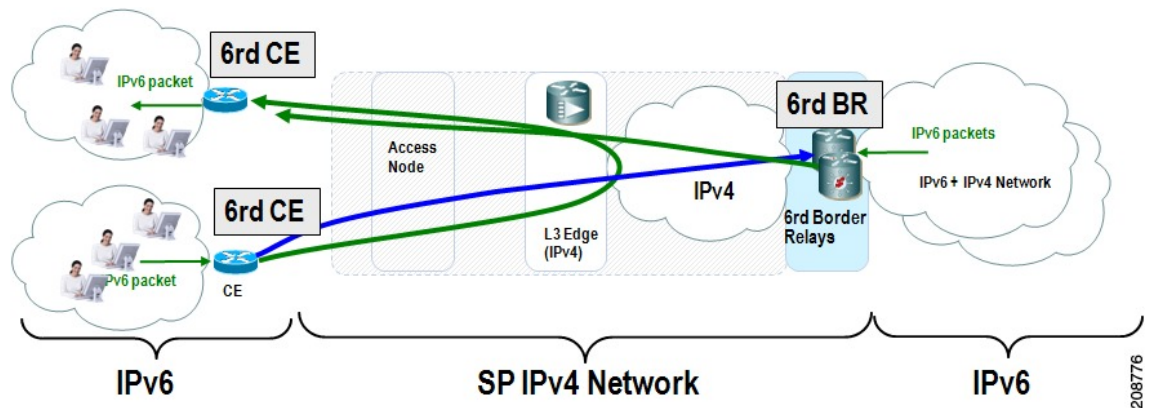 6rd CE
IPv6 packet
6rd CE
Pv6 packet
CE
Access
Node
L3 Edge
(IPv4)
IPv4
6rd BR
6rd Border
Relays
IPv6 packets
IPv6 + IPv4 Network
IPv6
SP IPv4 Network
IPv6
208776